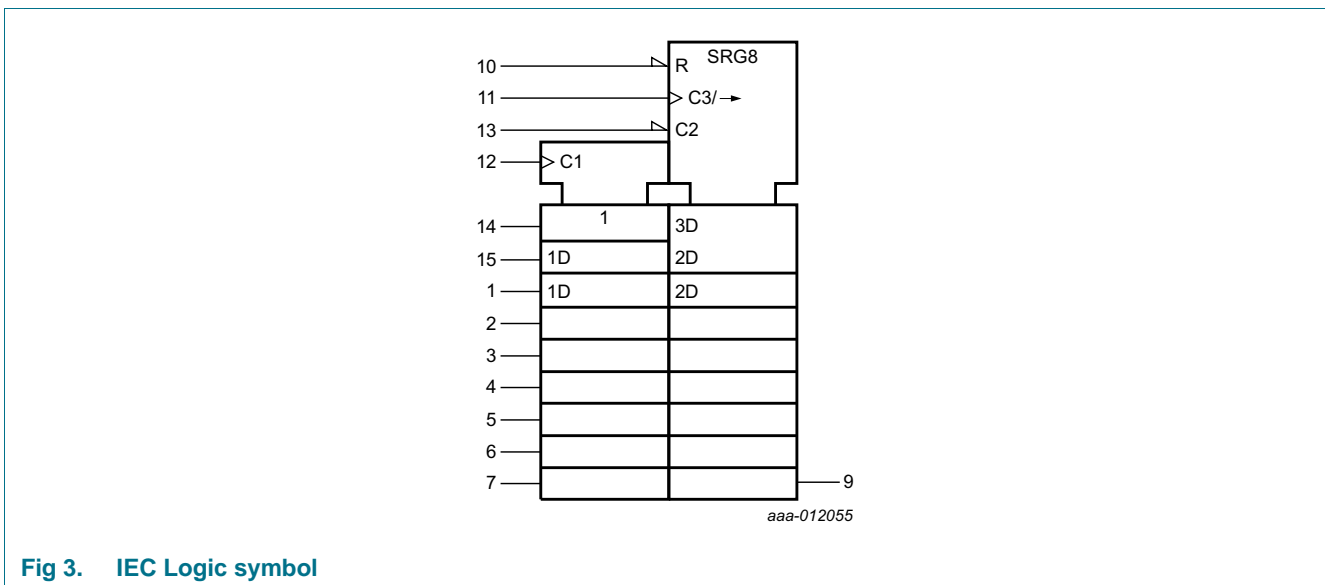 SRG8
10 R
11 C3/→
13 C2
12 C1
14 1 3D
15 1D 2D
1 1D 2D
2
3
4
5
6
7 9
aaa-012055
Fig 3. IEC Logic symbol